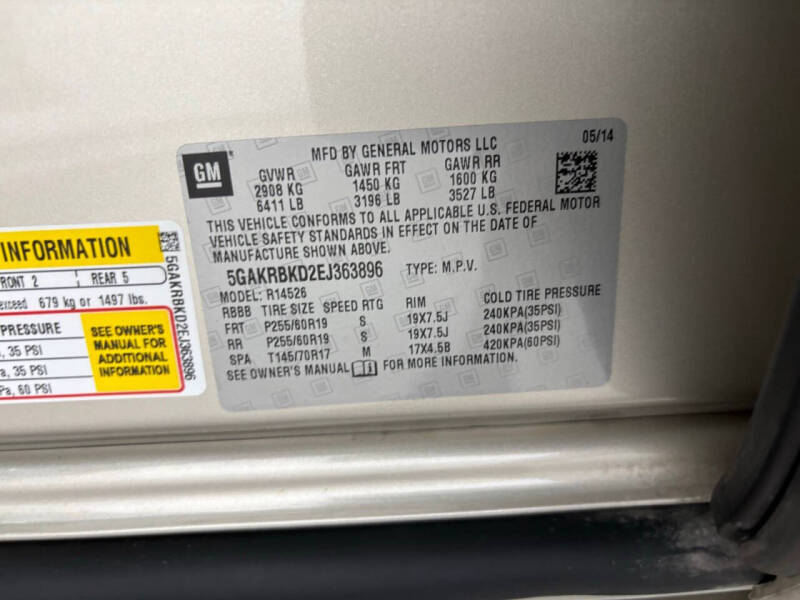 GM
MFD BY GENERAL MOTORS LLC 05/14
GVWR GAWR FRT GAWR RR
2908 KG 1450 KG 1600 KG
6411 LB 3196 LB 3527 LB
THIS VEHICLE CONFORMS TO ALL APPLICABLE U.S. FEDERAL MOTOR
VEHICLE SAFETY STANDARDS IN EFFECT ON THE DATE OF
MANUFACTURE SHOWN ABOVE.
5GAKRBKD2EJ363896 TYPE: M.P.V.
MODEL: R14526
RBBB TIRE SIZE SPEED RTG RIM COLD TIRE PRESSURE
FRT P255/60R19 S 19X7.5J 240KPA(35PSI)
RR P255/60R19 S 19X7.5J 240KPA(35PSI)
SPA T145/70R17 M 17X4.5B 420KPA(60PSI)
SEE OWNER'S MANUAL FOR MORE INFORMATION.
INFORMATION
FRONT 2 REAR 5
exceed 679 kg or 1497 lbs.
PRESSURE
, 35 PSI
a, 35 PSI
Pa, 60 PSI
SEE OWNER'S
MANUAL FOR
ADDITIONAL
INFORMATION
5GAKRBKD2EJ363896